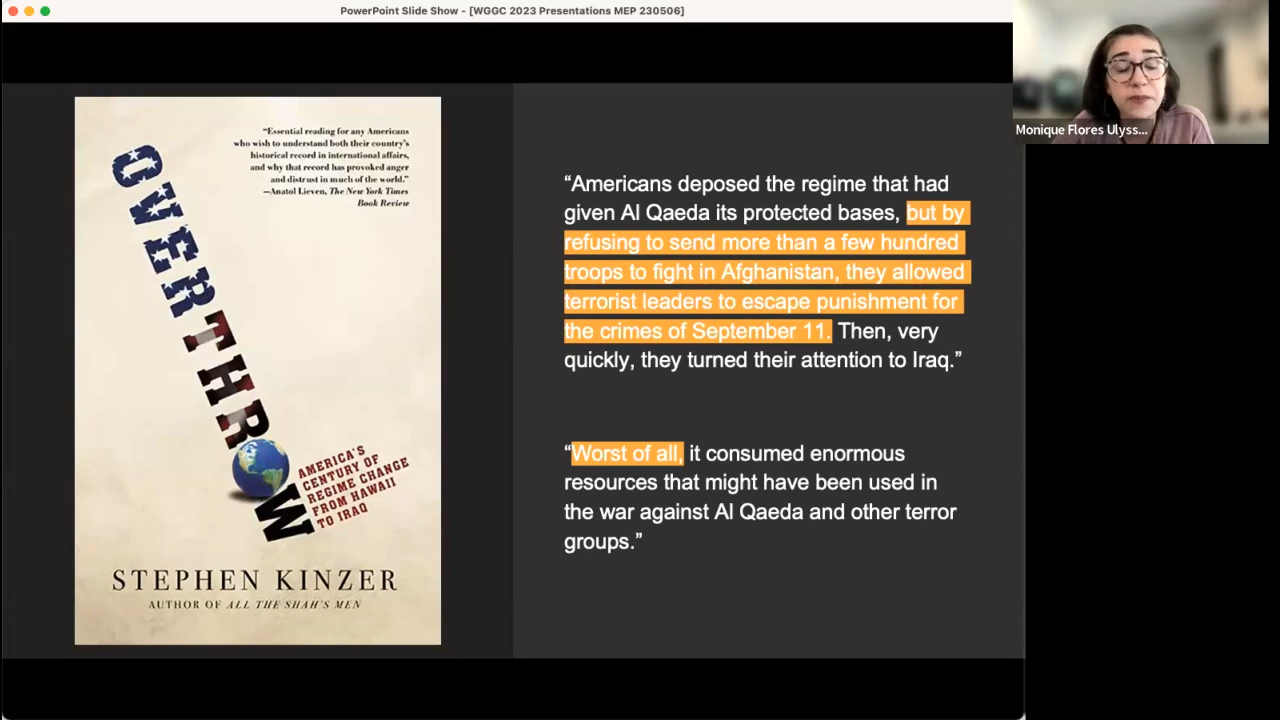 PowerPoint Slide Show - [WGGC 2023 Presentations MEP 230506]
Monique Flores Ulyss...
“Essential reading for any Americans
who wish to understand both their country’s
historical record in international affairs,
and why that record has provoked anger
and distrust in much of the world.”
—Anatol Lieven, The New York Times
Book Review
OVERTHROW
AMERICA’S
CENTURY OF
REGIME CHANGE
FROM HAWAII
TO IRAQ
STEPHEN KINZER
AUTHOR OF ALL THE SHAH’S MEN
“Americans deposed the regime that had
given Al Qaeda its protected bases, but by
refusing to send more than a few hundred
troops to fight in Afghanistan, they allowed
terrorist leaders to escape punishment for
the crimes of September 11. Then, very
quickly, they turned their attention to Iraq.”
“Worst of all, it consumed enormous
resources that might have been used in
the war against Al Qaeda and other terror
groups.”